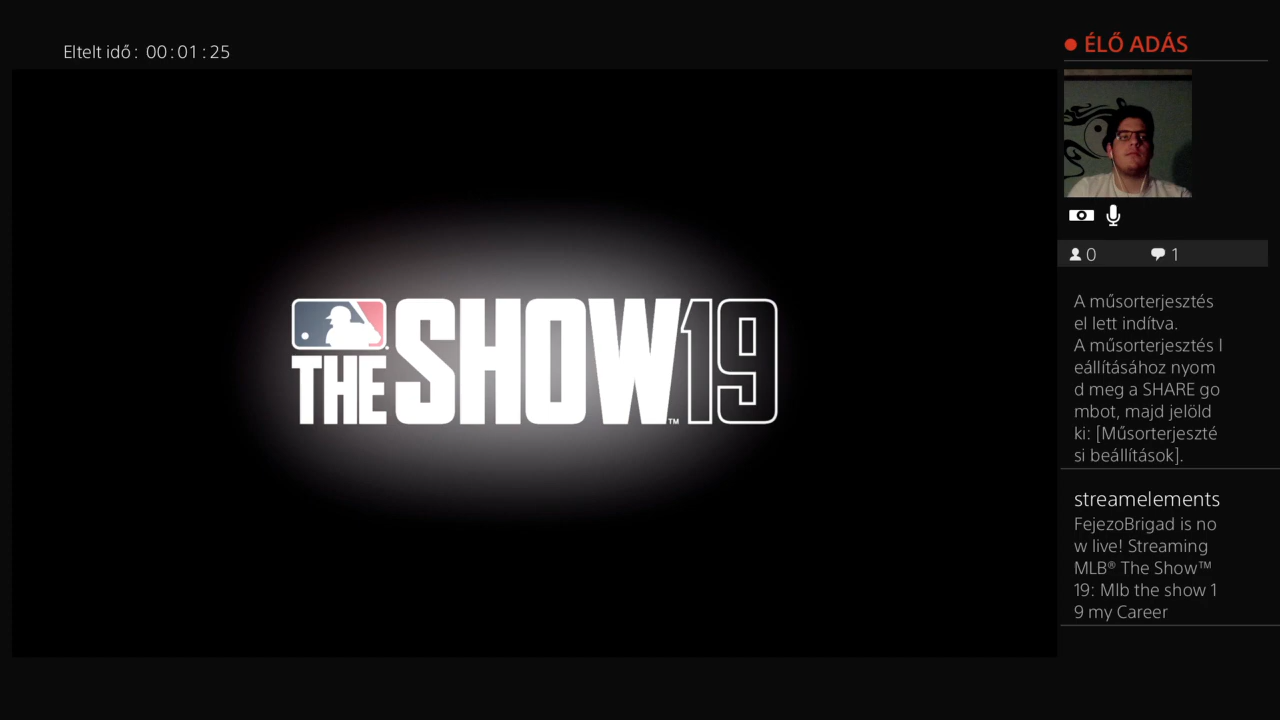 Eltelt idő: 00:01:25
ÉLŐ ADÁS
THE SHOW 19
™
0 1
A műsorterjesztés
el lett indítva.
A műsorterjesztés l
eállításához nyom
d meg a SHARE go
mbot, majd jelöld
ki: [Műsorterjeszté
si beállítások].
streamelements
FejezoBrigad is no
w live! Streaming
MLB® The Show™
19: Mlb the show 1
9 my Career